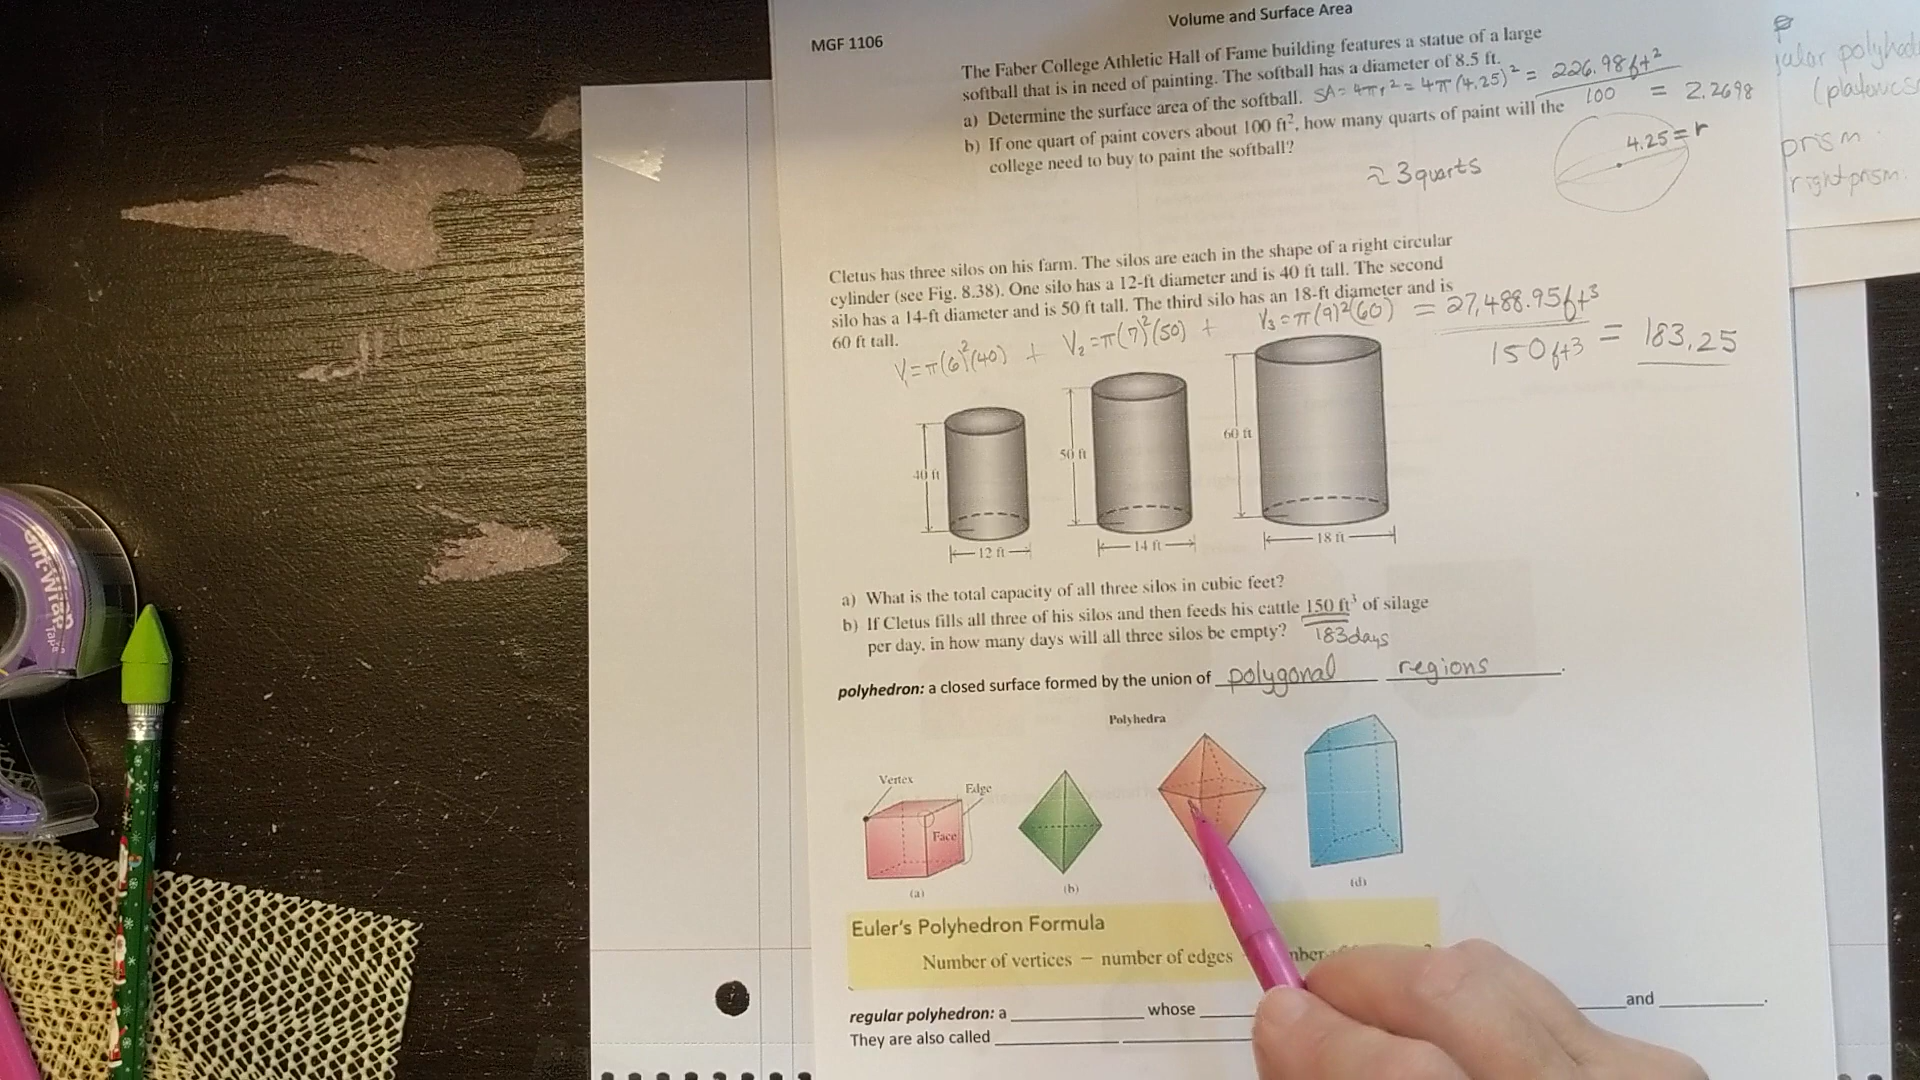 Volume and Surface Area
MGF 1106
The Faber College Athletic Hall of Fame building features a statue of a large
softball that is in need of painting. The softball has a diameter of 8.5 ft.
a) Determine the surface area of the softball. SA = 4πr² = 4π(4.25)² = 226.98ft² / 100 = 2.2698
b) If one quart of paint covers about 100 ft², how many quarts of paint will the
college need to buy to paint the softball?
≈ 3 quarts
4.25 = r
prism
right prism.
Cletus has three silos on his farm. The silos are each in the shape of a right circular
cylinder (see Fig. 8.38). One silo has a 12-ft diameter and is 40 ft tall. The second
silo has a 14-ft diameter and is 50 ft tall. The third silo has an 18-ft diameter and is
60 ft tall.
V₁ = π(6)²(40) + V₂ = π(7)²(50) + V₃ = π(9)²(60) = 27,488.95ft³ / 150ft³ = 183.25
40 ft
50 ft
60 ft
12 ft
14 ft
18 ft
a) What is the total capacity of all three silos in cubic feet?
b) If Cletus fills all three of his silos and then feeds his cattle 150 ft³ of silage
per day, in how many days will all three silos be empty? 183days
polyhedron: a closed surface formed by the union of polygonal regions.
Polyhedra
Vertex
Edge
Face
(a)
(b)
(d)
Euler's Polyhedron Formula
Number of vertices − number of edges
regular polyhedron: a ________ whose ________ and ________.
They are also called ________ ________
Gift-Wrap
Tape